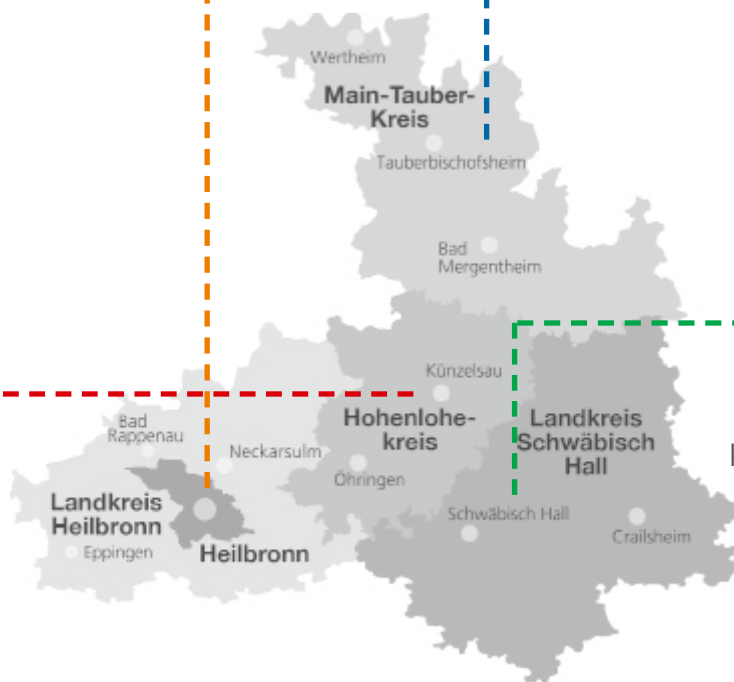 Wertheim
Main-Tauber-
Kreis
Tauberbischofsheim
Bad
Mergentheim
Künzelsau
Hohenlohe-
kreis
Landkreis
Schwäbisch
Hall
Bad
Rappenau
Neckarsulm
Öhringen
Landkreis
Heilbronn
Schwäbisch Hall
Crailsheim
Eppingen
Heilbronn